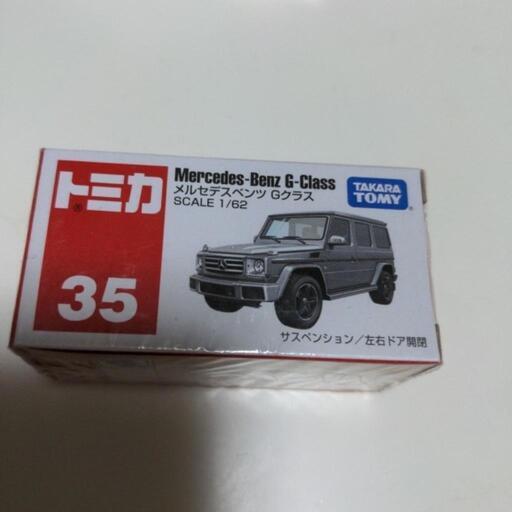 トミカ
®
35
Mercedes-Benz G-Class
メルセデスベンツ Gクラス
SCALE 1/62
TAKARA
TOMY
サスペンション/左右ドア開閉